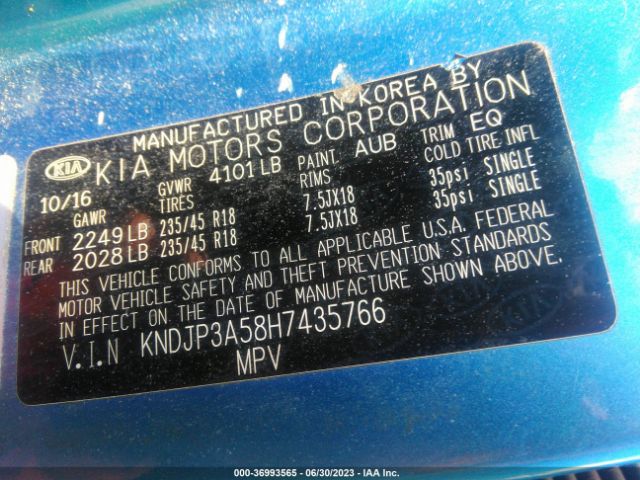 MANUFACTURED IN KOREA BY
KIA KIA MOTORS CORPORATION
10/16 GVWR 4101 LB PAINT. AUB TRIM EQ
GAWR TIRES RIMS COLD TIRE INFL
FRONT 2249 LB 235/45 R18 7.5JX18 35psi SINGLE
REAR 2028 LB 235/45 R18 7.5JX18 35psi SINGLE
THIS VEHICLE CONFORMS TO ALL APPLICABLE U.S.A. FEDERAL
MOTOR VEHICLE SAFETY AND THEFT PREVENTION STANDARDS
IN EFFECT ON THE DATE OF MANUFACTURE SHOWN ABOVE.
V.I.N KNDJP3A58H7435766
MPV
000-36993565 - 06/30/2023 - IAA Inc.